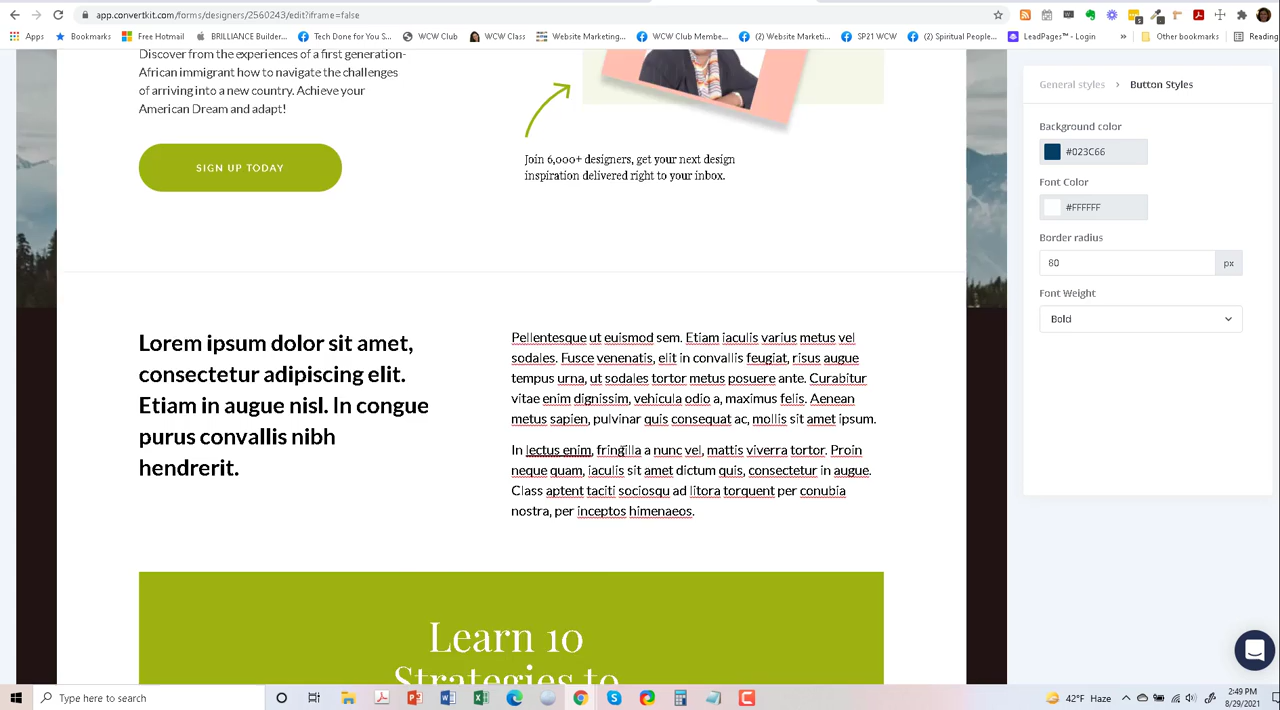 app.convertkit.com/forms/designers/2560243/edit?iframe=false
Apps
Bookmarks
Free Hotmail
BRILLIANCE Builder...
Tech Done for You S...
WCW Club
WCW Class
Website Marketing...
WCW Club Membe...
(2) Website Marketi...
SP21 WCW
(2) Spiritual People...
LeadPages™ - Login
»
Other bookmarks
Reading
Discover from the experiences of a first generation-
African immigrant how to navigate the challenges
of arriving into a new country. Achieve your
American Dream and adapt!
SIGN UP TODAY
Join 6,000+ designers, get your next design
inspiration delivered right to your inbox.
Lorem ipsum dolor sit amet,
consectetur adipiscing elit.
Etiam in augue nisl. In congue
purus convallis nibh
hendrerit.
Pellentesque ut euismod sem. Etiam iaculis varius metus vel
sodales. Fusce venenatis, elit in convallis feugiat, risus augue
tempus urna, ut sodales tortor metus posuere ante. Curabitur
vitae enim dignissim, vehicula odio a, maximus felis. Aenean
metus sapien, pulvinar quis consequat ac, mollis sit amet ipsum.
In lectus enim, fringilla a nunc vel, mattis viverra tortor. Proin
neque quam, iaculis sit amet dictum quis, consectetur in augue.
Class aptent taciti sociosqu ad litora torquent per conubia
nostra, per inceptos himenaeos.
Learn 10
Strategies to
General styles > Button Styles
Background color
#023C66
Font Color
#FFFFFF
Border radius
80 px
Font Weight
Bold
Type here to search
42°F Haze
2:49 PM
8/29/2021